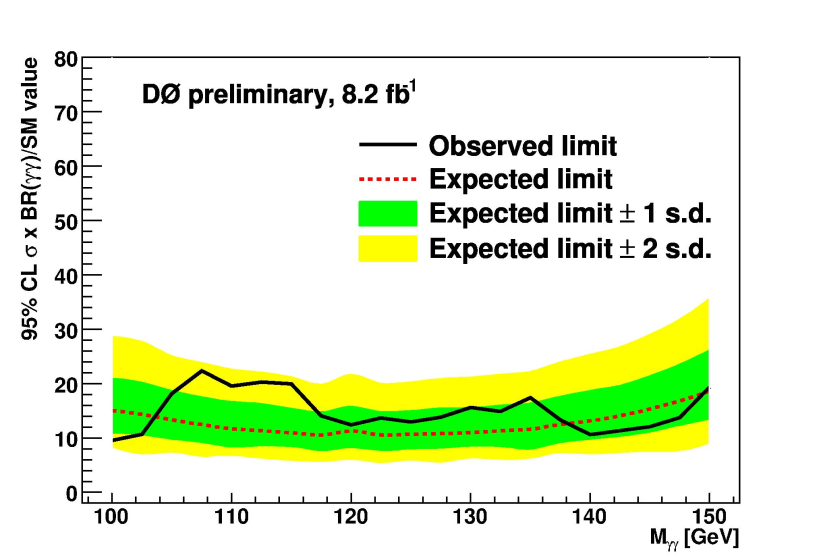 80
70
60
50
40
30
20
10
0
95% CL σ x BR(γγ)/SM value
DØ preliminary, 8.2 fb⁻¹
Observed limit
Expected limit
Expected limit ± 1 s.d.
Expected limit ± 2 s.d.
100 110 120 130 140 150
Mγγ [GeV]